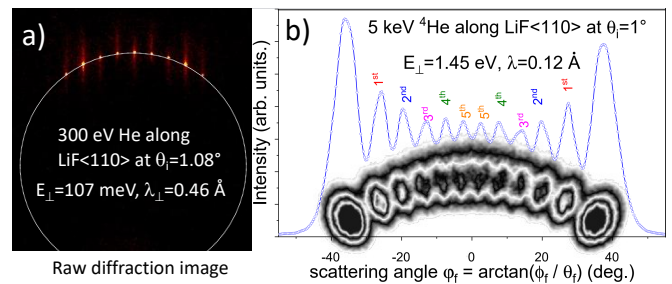 a)
300 eV He along
LiF<110> at θᵢ=1.08°
E⊥=107 meV, λ⊥=0.46 Å
Raw diffraction image
b)
5 keV ⁴He along LiF<110> at θᵢ=1°
E⊥=1.45 eV, λ=0.12 Å
Intensity (arb. units.)
1ˢᵗ 2ⁿᵈ 3ʳᵈ 4ᵗʰ 5ᵗʰ 5ᵗʰ 4ᵗʰ 3ʳᵈ 2ⁿᵈ 1ˢᵗ
-40 -20 0 20 40
scattering angle φf = arctan(ϕf / θf) (deg.)